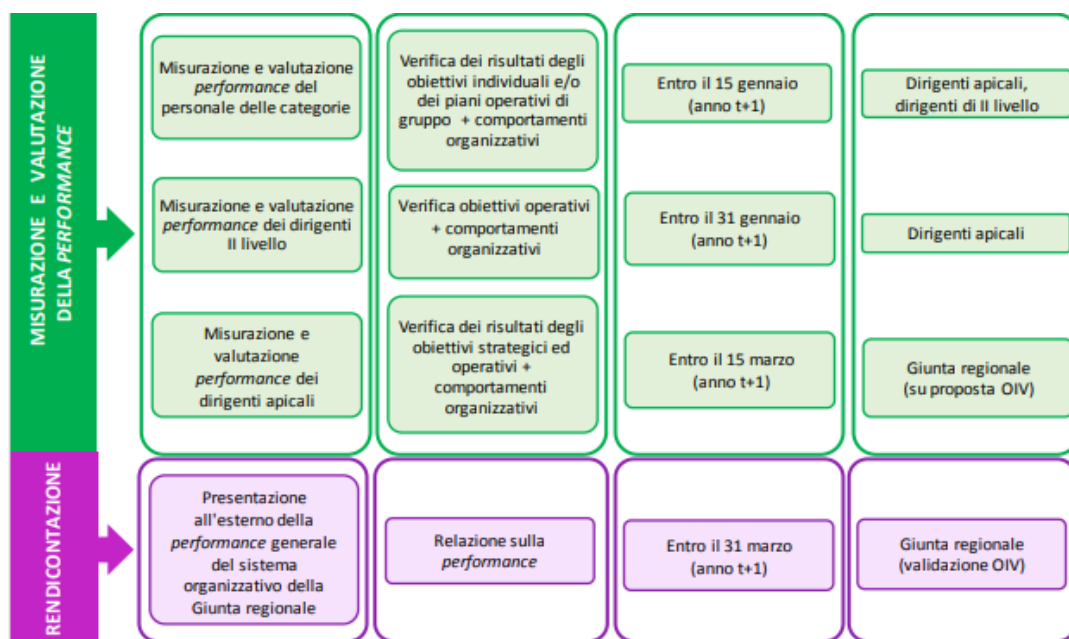 MISURAZIONE E VALUTAZIONE
DELLA PERFORMANCE
Misurazione e valutazione
performance del
personale delle categorie
Verifica dei risultati degli
obiettivi individuali e/o
dei piani operativi di
gruppo + comportamenti
organizzativi
Entro il 15 gennaio
(anno t+1)
Dirigenti apicali,
dirigenti di II livello
Misurazione e valutazione
performance dei dirigenti
II livello
Verifica obiettivi operativi
+ comportamenti
organizzativi
Entro il 31 gennaio
(anno t+1)
Dirigenti apicali
Misurazione e
valutazione
performance dei
dirigenti apicali
Verifica dei risultati degli
obiettivi strategici ed
operativi +
comportamenti
organizzativi
Entro il 15 marzo
(anno t+1)
Giunta regionale
(su proposta OIV)
RENDICONTAZIONE
Presentazione
all'esterno della
performance generale
del sistema
organizzativo della
Giunta regionale
Relazione sulla
performance
Entro il 31 marzo
(anno t+1)
Giunta regionale
(validazione OIV)